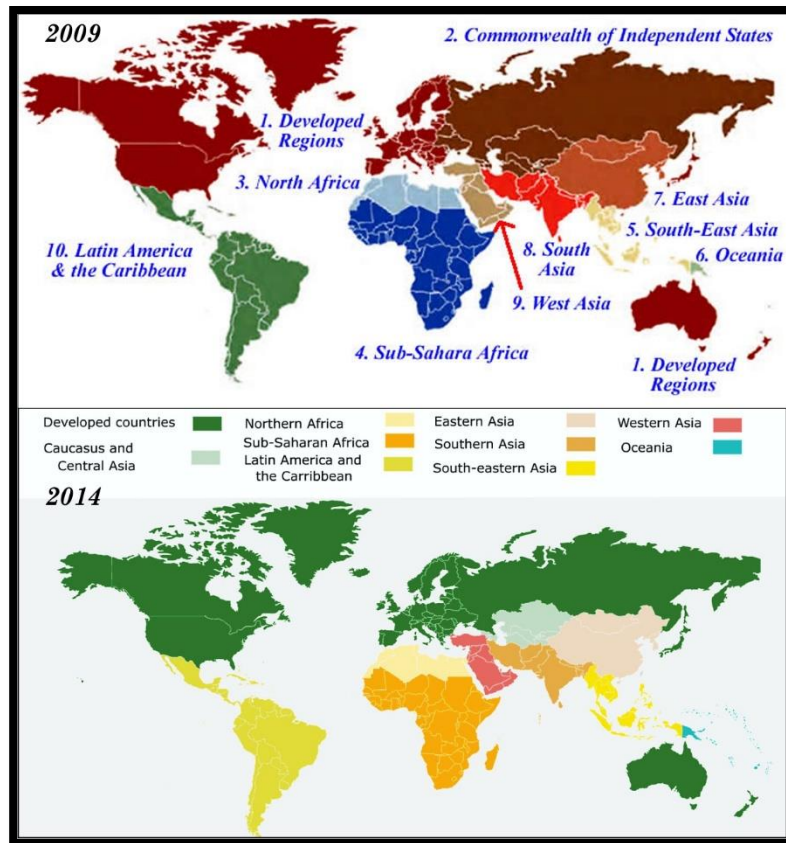 2009
2. Commonwealth of Independent States
1. Developed
Regions
3. North Africa
7. East Asia
5. South-East Asia
10. Latin America
& the Caribbean
8. South
Asia
6. Oceania
9. West Asia
4. Sub-Sahara Africa
1. Developed
Regions
Developed countries
Caucasus and
Central Asia
Northern Africa
Sub-Saharan Africa
Latin America and
the Carribbean
Eastern Asia
Southern Asia
South-eastern Asia
Western Asia
Oceania
2014